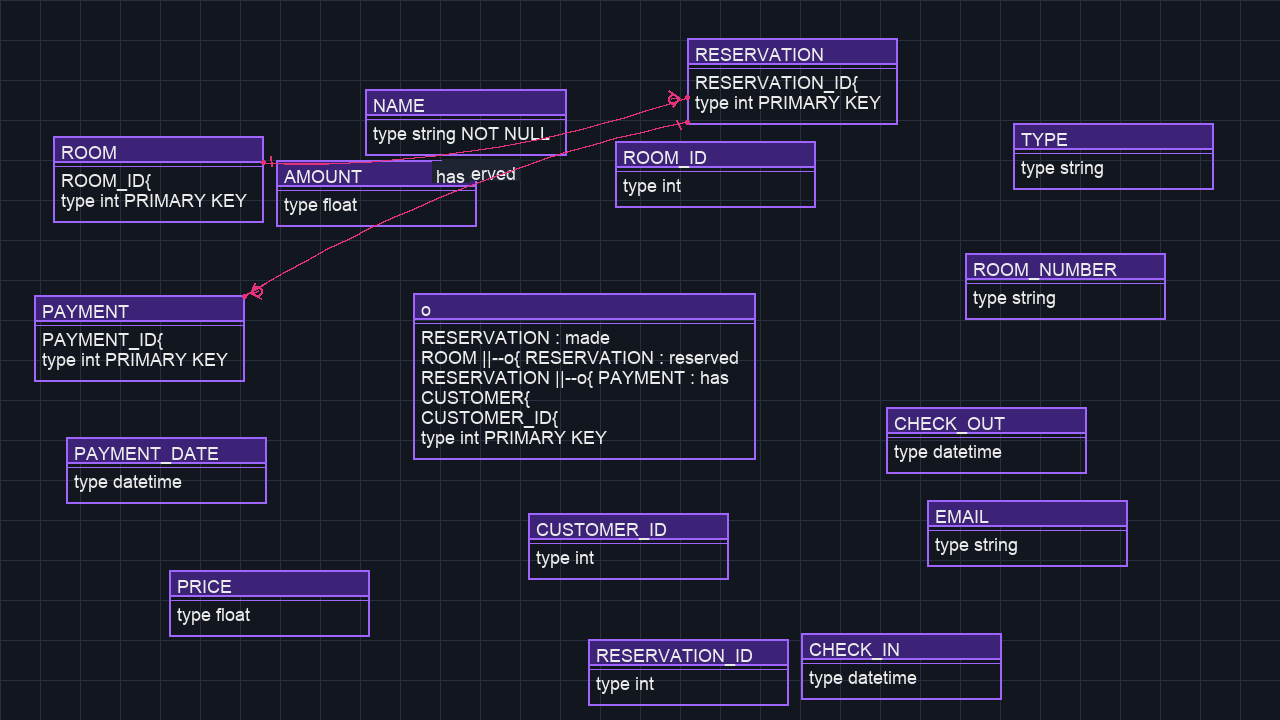 RESERVATION
RESERVATION_ID{
type int PRIMARY KEY
NAME
type string NOT NULL
ROOM
ROOM_ID{
type int PRIMARY KEY
AMOUNT
type float
has
erved
ROOM_ID
type int
TYPE
type string
ROOM_NUMBER
type string
PAYMENT
PAYMENT_ID{
type int PRIMARY KEY
o
RESERVATION : made
ROOM ||--o{ RESERVATION : reserved
RESERVATION ||--o{ PAYMENT : has
CUSTOMER{
CUSTOMER_ID{
type int PRIMARY KEY
CHECK_OUT
type datetime
PAYMENT_DATE
type datetime
EMAIL
type string
CUSTOMER_ID
type int
PRICE
type float
RESERVATION_ID
type int
CHECK_IN
type datetime